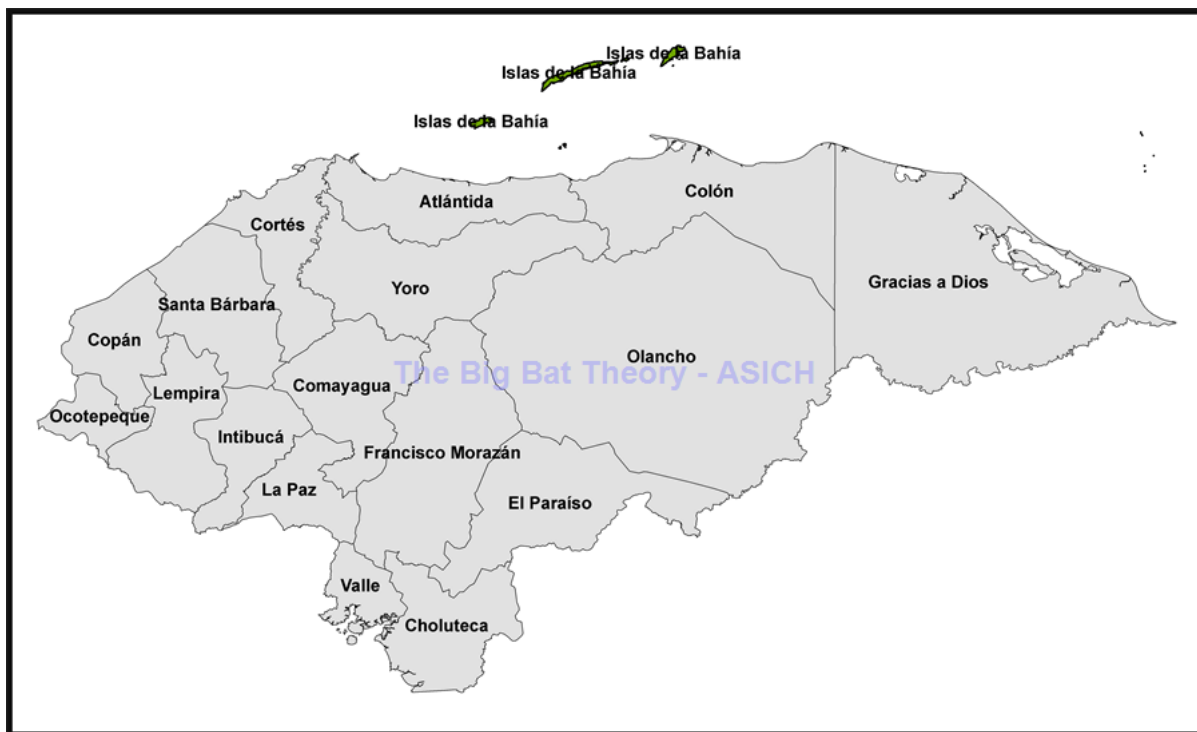 Islas de la Bahía
Islas de la Bahía
Islas de la Bahía
Colón
Atlántida
Cortés
Gracias a Dios
Yoro
Santa Bárbara
Copán
Olancho
The Big Bat Theory - ASICH
Comayagua
Lempira
Ocotepeque
Intibucá
Francisco Morazán
La Paz
El Paraíso
Valle
Choluteca